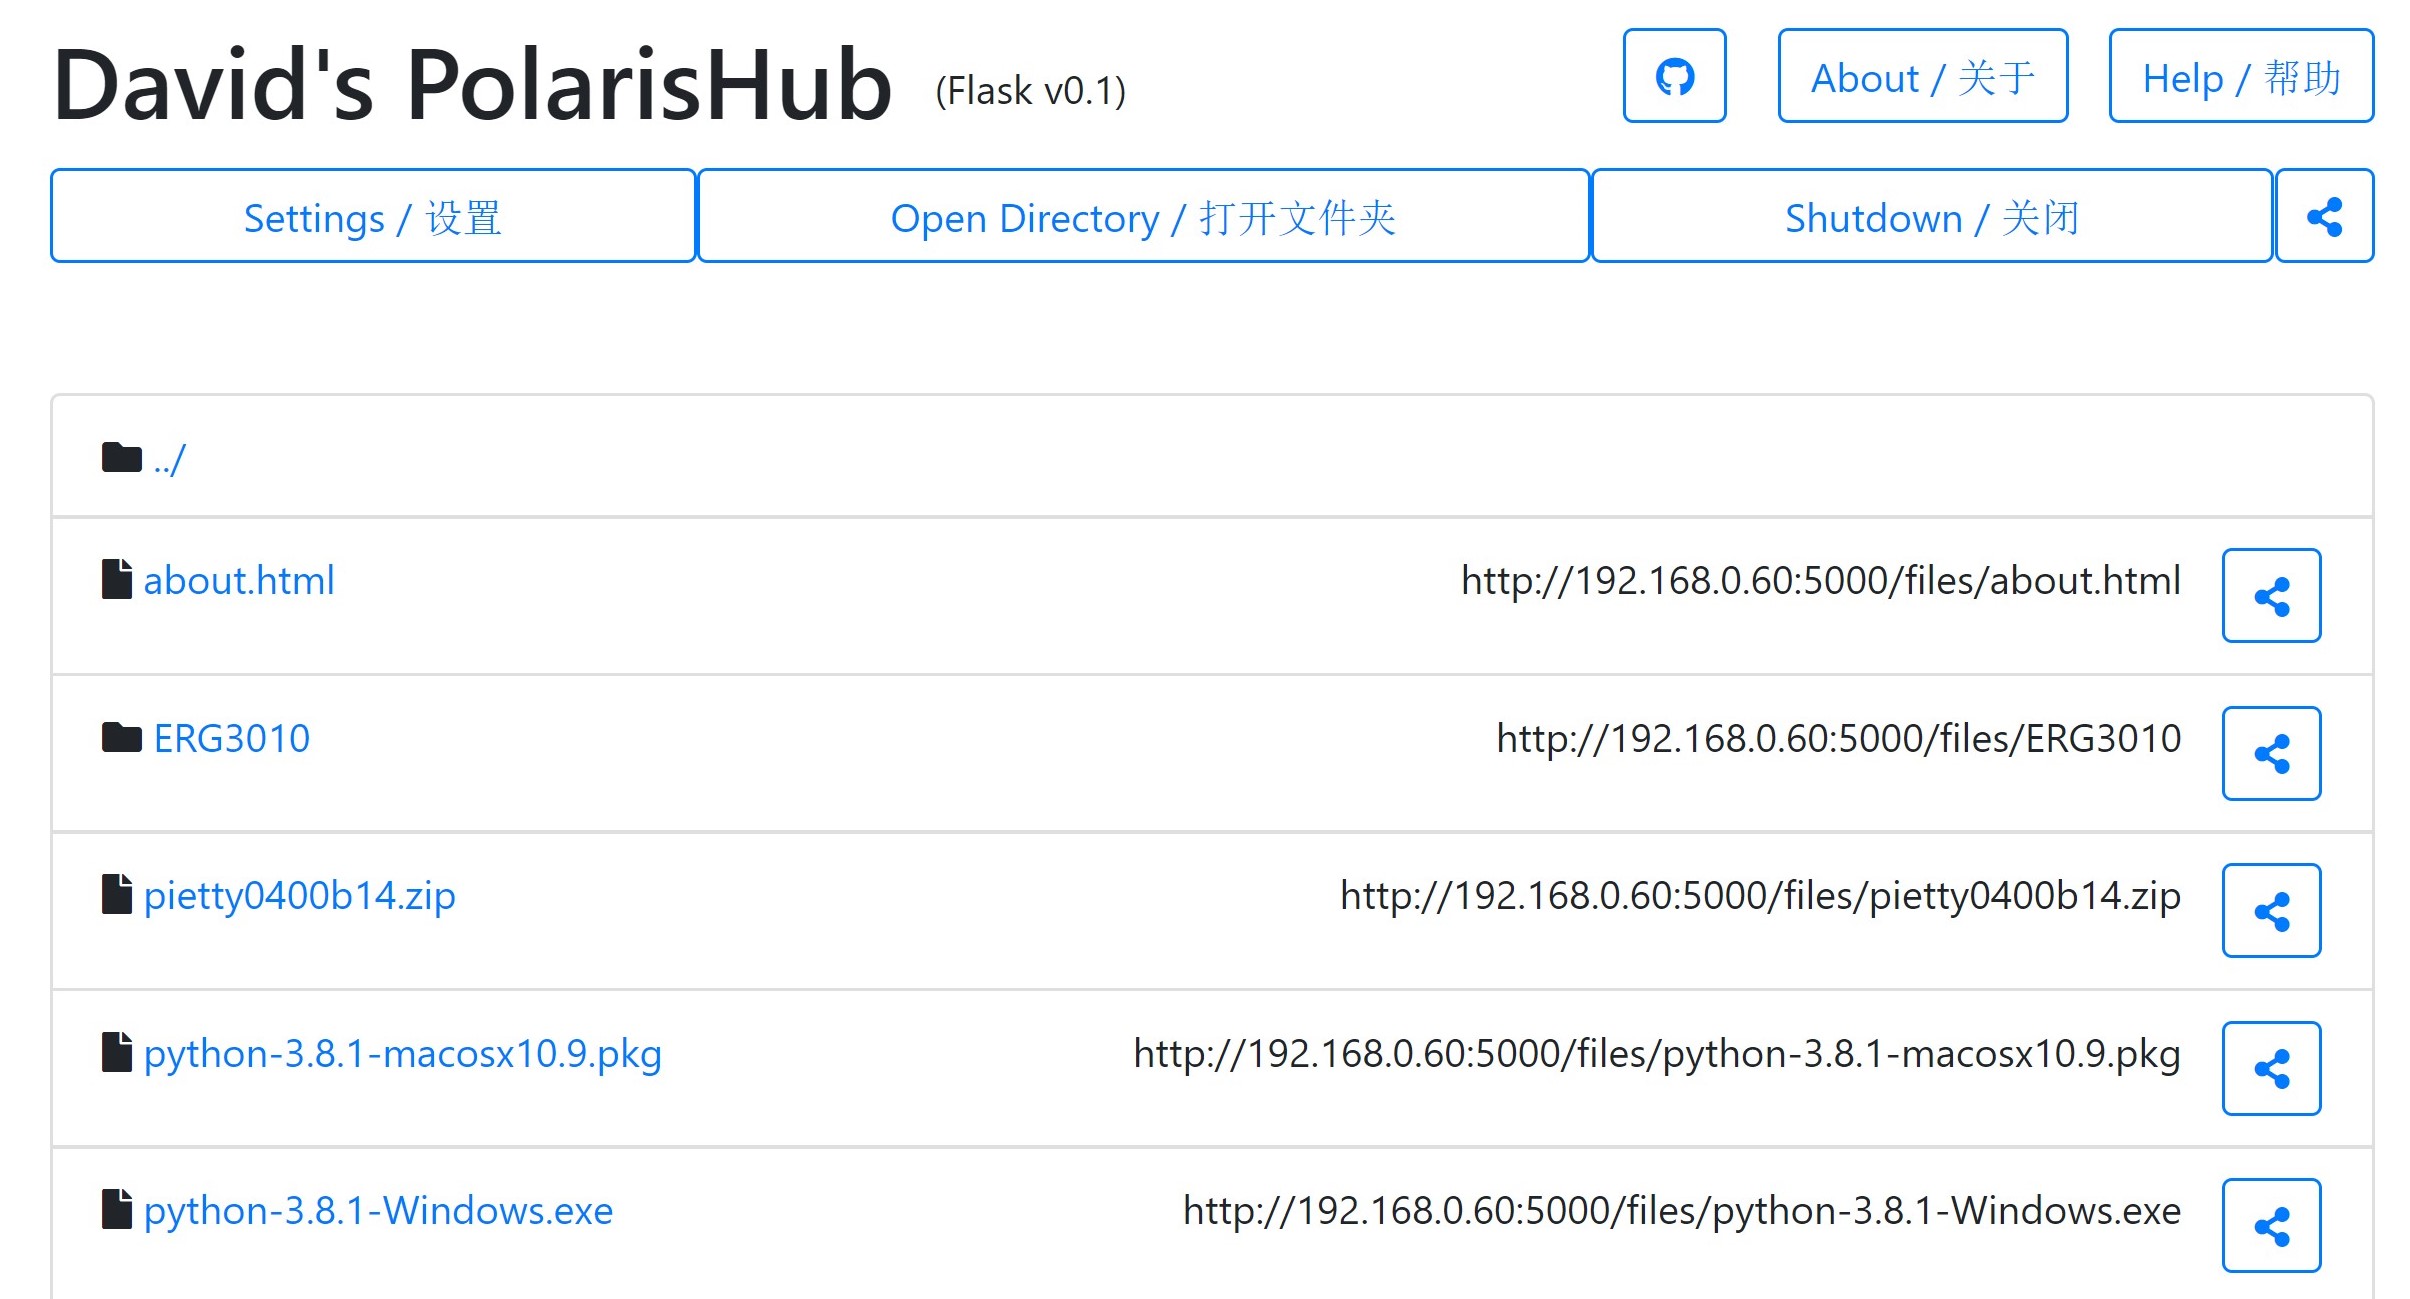 David's PolarisHub (Flask v0.1) About / 关于 Help / 帮助
Settings / 设置 Open Directory / 打开文件夹 Shutdown / 关闭
../
about.html http://192.168.0.60:5000/files/about.html
ERG3010 http://192.168.0.60:5000/files/ERG3010
pietty0400b14.zip http://192.168.0.60:5000/files/pietty0400b14.zip
python-3.8.1-macosx10.9.pkg http://192.168.0.60:5000/files/python-3.8.1-macosx10.9.pkg
python-3.8.1-Windows.exe http://192.168.0.60:5000/files/python-3.8.1-Windows.exe